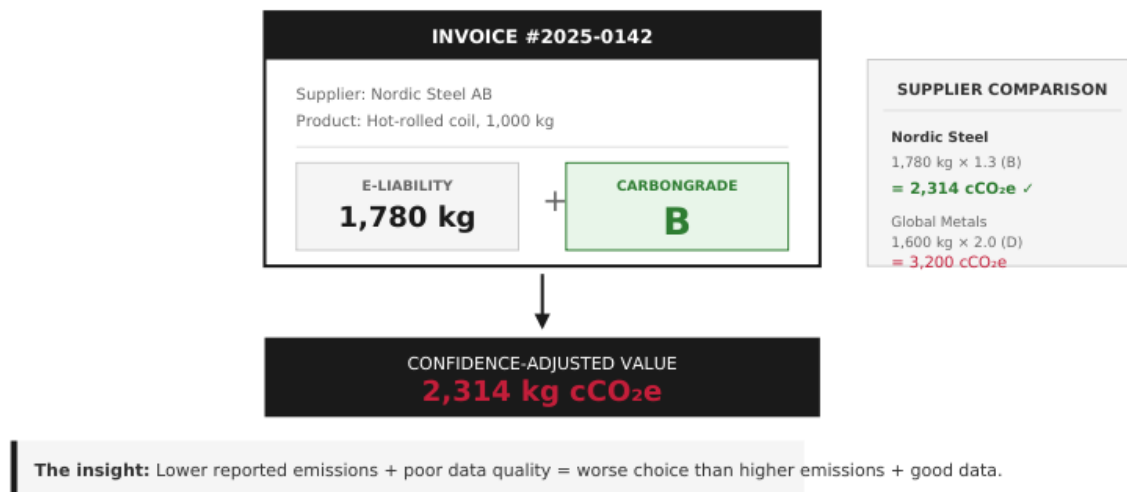 INVOICE #2025-0142
Supplier: Nordic Steel AB
Product: Hot-rolled coil, 1,000 kg
E-LIABILITY
1,780 kg
+
CARBONGRADE
B
SUPPLIER COMPARISON
Nordic Steel
1,780 kg × 1.3 (B)
= 2,314 cCO₂e ✓
Global Metals
1,600 kg × 2.0 (D)
= 3,200 cCO₂e
CONFIDENCE-ADJUSTED VALUE
2,314 kg cCO₂e
The insight: Lower reported emissions + poor data quality = worse choice than higher emissions + good data.